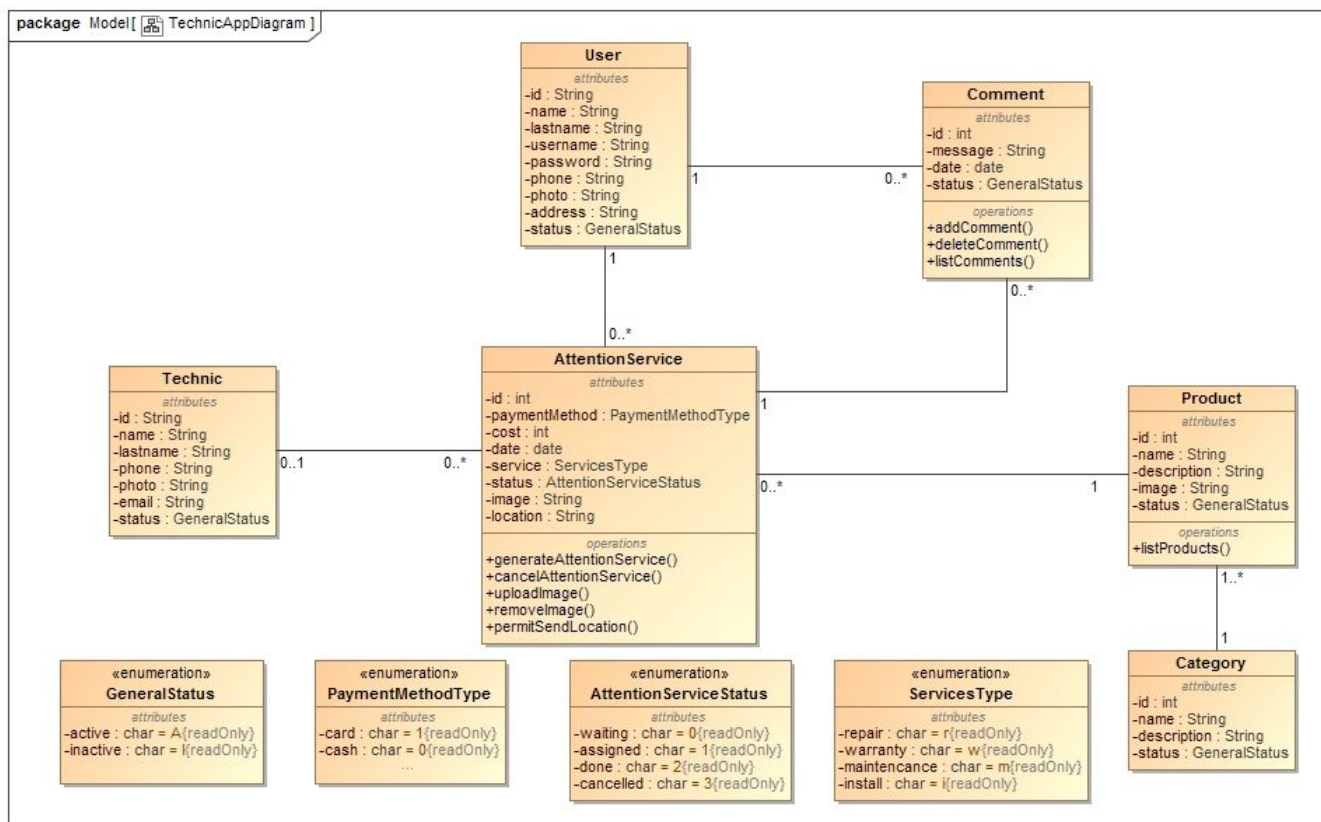 package Model[ TechnicAppDiagram ]
User
attributes
-id : String
-name : String
-lastname : String
-username : String
-password : String
-phone : String
-photo : String
-address : String
-status : GeneralStatus
Comment
attributes
-id : int
-message : String
-date : date
-status : GeneralStatus
operations
+addComment()
+deleteComment()
+listComments()
1
0..*
1
0..*
0..*
1
AttentionService
attributes
-id : int
-paymentMethod : PaymentMethodType
-cost : int
-date : date
-service : ServicesType
-status : AttentionServiceStatus
-image : String
-location : String
operations
+generateAttentionService()
+cancelAttentionService()
+uploadImage()
+removeImage()
+permitSendLocation()
Technic
attributes
-id : String
-name : String
-lastname : String
-phone : String
-photo : String
-email : String
-status : GeneralStatus
0..1
0..*
0..*
1
Product
attributes
-id : int
-name : String
-description : String
-image : String
-status : GeneralStatus
operations
+listProducts()
1..*
1
Category
attributes
-id : int
-name : String
-description : String
-status : GeneralStatus
«enumeration»
GeneralStatus
attributes
-active : char = A{readOnly}
-inactive : char = I{readOnly}
«enumeration»
PaymentMethodType
attributes
-card : char = 1{readOnly}
-cash : char = 0{readOnly}
...
«enumeration»
AttentionServiceStatus
attributes
-waiting : char = 0{readOnly}
-assigned : char = 1{readOnly}
-done : char = 2{readOnly}
-cancelled : char = 3{readOnly}
«enumeration»
ServicesType
attributes
-repair : char = r{readOnly}
-warranty : char = w{readOnly}
-maintencance : char = m{readOnly}
-install : char = i{readOnly}